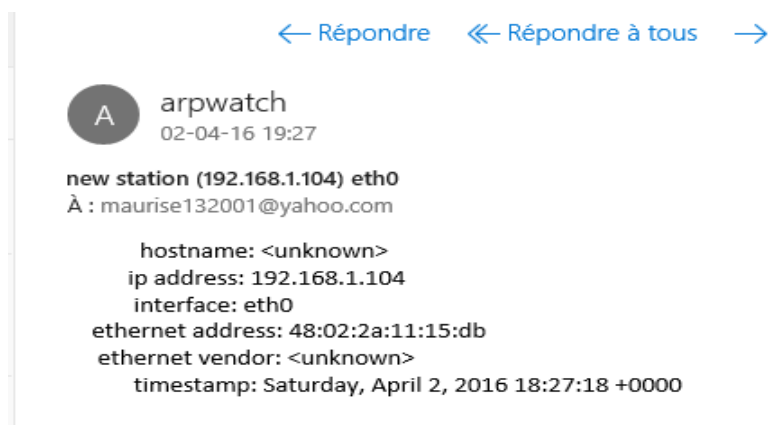 Répondre Répondre à tous
A arpwatch
02-04-16 19:27
new station (192.168.1.104) eth0
À : maurise132001@yahoo.com
hostname: <unknown>
ip address: 192.168.1.104
interface: eth0
ethernet address: 48:02:2a:11:15:db
ethernet vendor: <unknown>
timestamp: Saturday, April 2, 2016 18:27:18 +0000